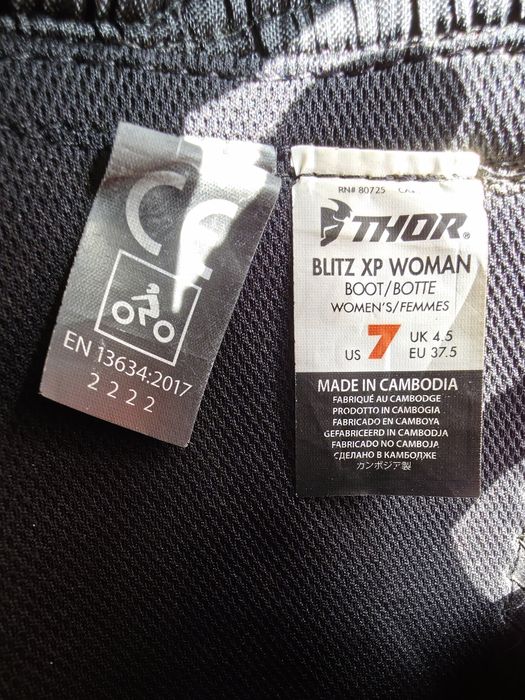 CE
EN 13634:2017
2 2 2 2
RN# 80725
THOR®
BLITZ XP WOMAN
BOOT/BOTTE
WOMEN'S/FEMMES
US 7 UK 4.5
EU 37.5
MADE IN CAMBODIA
FABRIQUÉ AU CAMBODGE
PRODOTTO IN CAMBOGIA
FABRICADO EN CAMBOYA
GEFABRICEERD IN CAMBODJA
FABRICADO NO CAMBOJA
СДЕЛАНО В КАМБОДЖЕ
カンボジア製